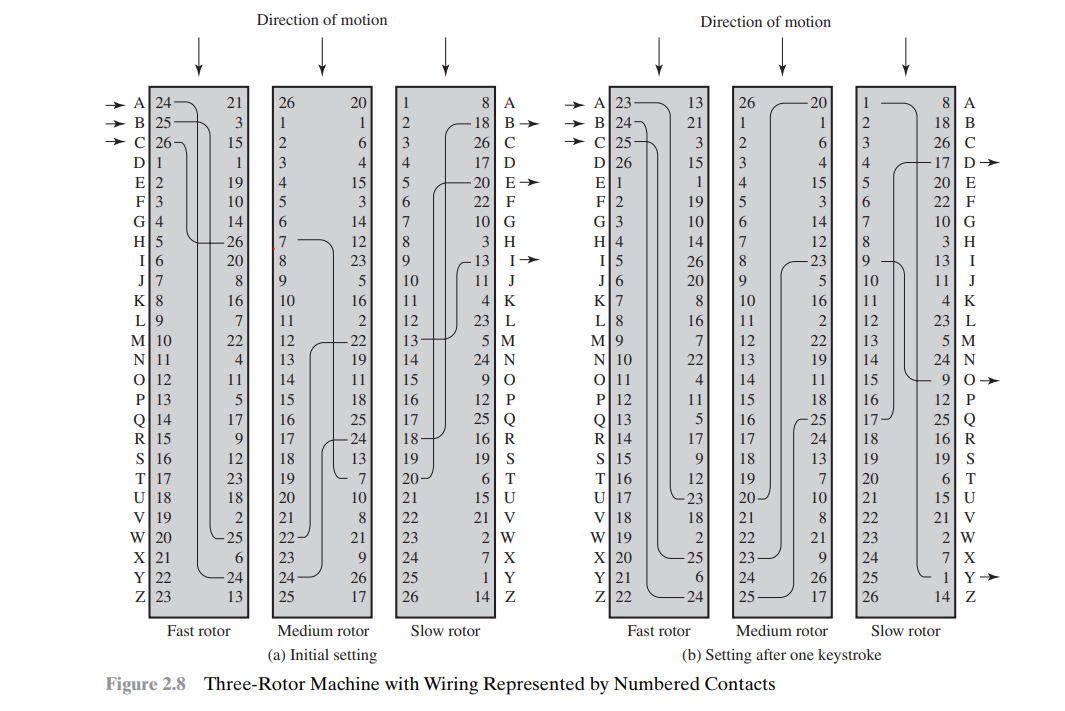 Direction of motion Direction of motion
A 24 21 26 20 1 8 A A 23 13 26 20 1 8 A
B 25 3 1 1 2 18 B B 24 21 1 1 2 18 B
C 26 15 2 6 3 26 C C 25 3 2 6 3 26 C
D 1 1 3 4 4 17 D D 26 15 3 4 4 17 D
E 2 19 4 15 5 20 E E 1 1 4 15 5 20 E
F 3 10 5 3 6 22 F F 2 19 5 3 6 22 F
G 4 14 6 14 7 10 G G 3 10 6 14 7 10 G
H 5 26 7 12 8 3 H H 4 14 7 12 8 3 H
I 6 20 8 23 9 13 I I 5 26 8 23 9 13 I
J 7 8 9 5 10 11 J J 6 20 9 5 10 11 J
K 8 16 10 16 11 4 K K 7 8 10 16 11 4 K
L 9 7 11 2 12 23 L L 8 16 11 2 12 23 L
M 10 22 12 22 13 5 M M 9 7 12 22 13 5 M
N 11 4 13 19 14 24 N N 10 22 13 19 14 24 N
O 12 11 14 11 15 9 O O 11 4 14 11 15 9 O
P 13 5 15 18 16 12 P P 12 11 15 18 16 12 P
Q 14 17 16 25 17 25 Q Q 13 5 16 25 17 25 Q
R 15 9 17 24 18 16 R R 14 17 17 24 18 16 R
S 16 12 18 13 19 19 S S 15 9 18 13 19 19 S
T 17 23 19 7 20 6 T T 16 12 19 7 20 6 T
U 18 18 20 10 21 15 U U 17 23 20 10 21 15 U
V 19 2 21 8 22 21 V V 18 18 21 8 22 21 V
W 20 25 22 21 23 2 W W 19 2 22 21 23 2 W
X 21 6 23 9 24 7 X X 20 25 23 9 24 7 X
Y 22 24 24 26 25 1 Y Y 21 6 24 26 25 1 Y
Z 23 13 25 17 26 14 Z Z 22 24 25 17 26 14 Z
Fast rotor Medium rotor Slow rotor Fast rotor Medium rotor Slow rotor
(a) Initial setting (b) Setting after one keystroke
Figure 2.8 Three-Rotor Machine with Wiring Represented by Numbered Contacts